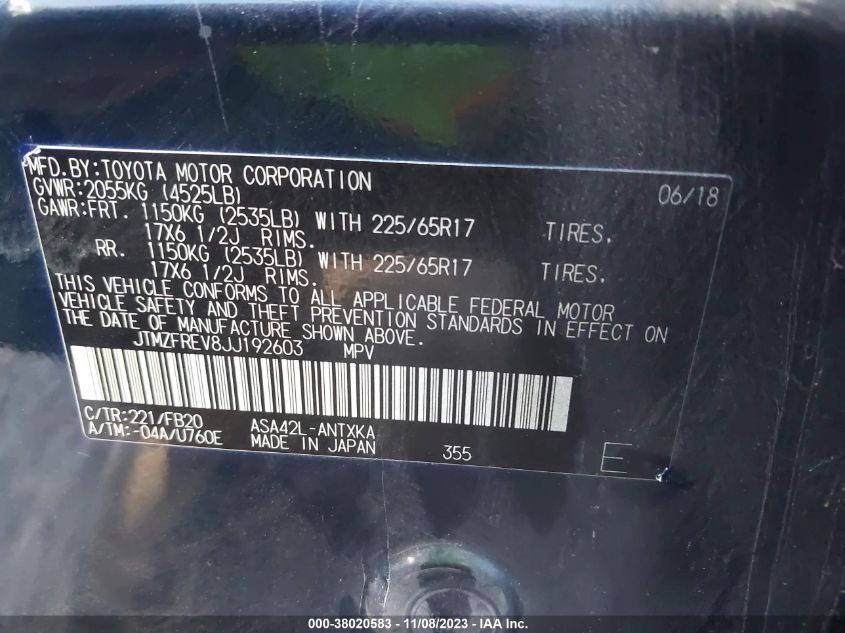 MFD.BY:TOYOTA MOTOR CORPORATION 06/18
GVWR:2055KG (4525LB)
GAWR:FRT. 1150KG (2535LB) WITH 225/65R17 TIRES,
17X6 1/2J RIMS.
RR. 1150KG (2535LB) WITH 225/65R17 TIRES,
17X6 1/2J RIMS.
THIS VEHICLE CONFORMS TO ALL APPLICABLE FEDERAL MOTOR
VEHICLE SAFETY AND THEFT PREVENTION STANDARDS IN EFFECT ON
THE DATE OF MANUFACTURE SHOWN ABOVE.
JTMZFREV8JJ192603 MPV
C/TR:221/FB20 ASA42L-ANTXKA
A/TM:-04A/U760E MADE IN JAPAN 355 E
000-38020583 - 11/08/2023 - IAA Inc.